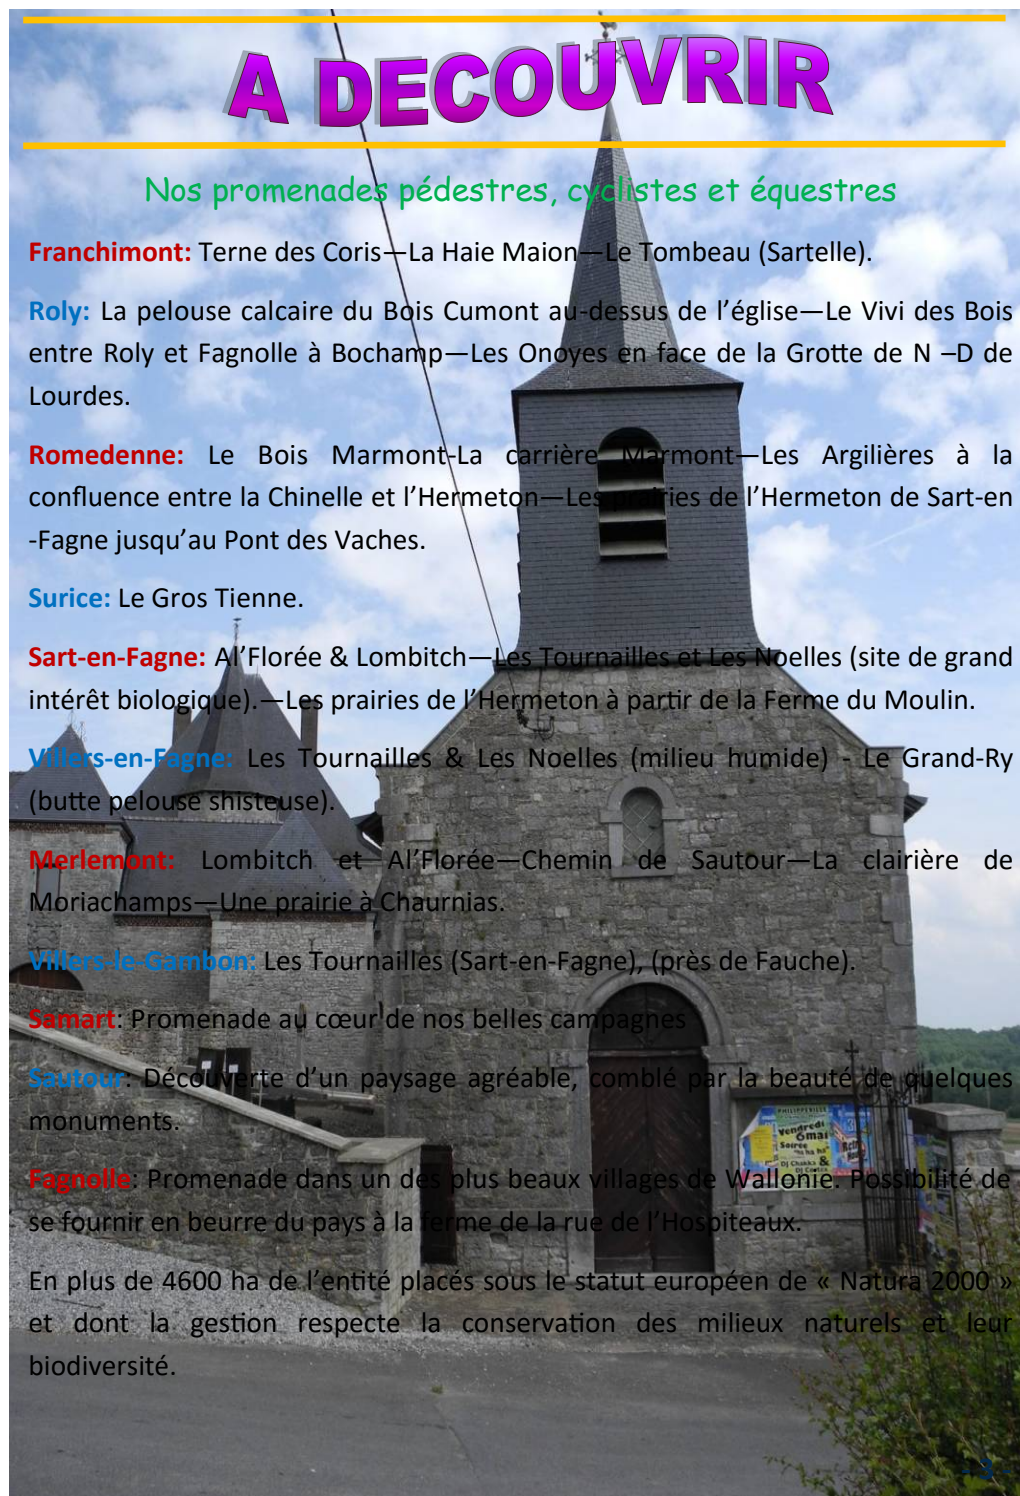 A DECOUVRIR
Nos promenades pédestres, cyclistes et équestres
Franchimont: Terne des Coris—La Haie Maion—Le Tombeau (Sartelle).
Roly: La pelouse calcaire du Bois Cumont au-dessus de l’église—Le Vivi des Bois
entre Roly et Fagnolle à Bochamp—Les Onoyes en face de la Grotte de N –D de
Lourdes.
Romedenne: Le Bois Marmont-La carrière Marmont—Les Argilières à la
confluence entre la Chinelle et l’Hermeton—Les prairies de l’Hermeton de Sart-en
-Fagne jusqu’au Pont des Vaches.
Surice: Le Gros Tienne.
Sart-en-Fagne: Al’Florée & Lombitch—Les Tournailles et Les Noelles (site de grand
intérêt biologique).—Les prairies de l’Hermeton à partir de la Ferme du Moulin.
Villers-en-Fagne: Les Tournailles & Les Noelles (milieu humide) - Le Grand-Ry
(butte pelouse shisteuse).
Merlemont: Lombitch et Al’Florée—Chemin de Sautour—La clairière de
Moriachamps—Une prairie à Chaurnias.
Villers-le-Gambon: Les Tournailles (Sart-en-Fagne), (près de Fauche).
Samart: Promenade au cœur de nos belles campagnes
Sautour: Découverte d’un paysage agréable, comblé par la beauté de quelques
monuments.
PHILIPPEVILLE
Vendredi
6 mai
Soirée
Dj Chukka &
Fagnolle: Promenade dans un des plus beaux villages de Wallonie. Possibilité de
se fournir en beurre du pays à la ferme de la rue de l’Hospiteaux.
En plus de 4600 ha de l’entité placés sous le statut européen de « Natura 2000 »
et dont la gestion respecte la conservation des milieux naturels et leur
biodiversité.
- 3 -